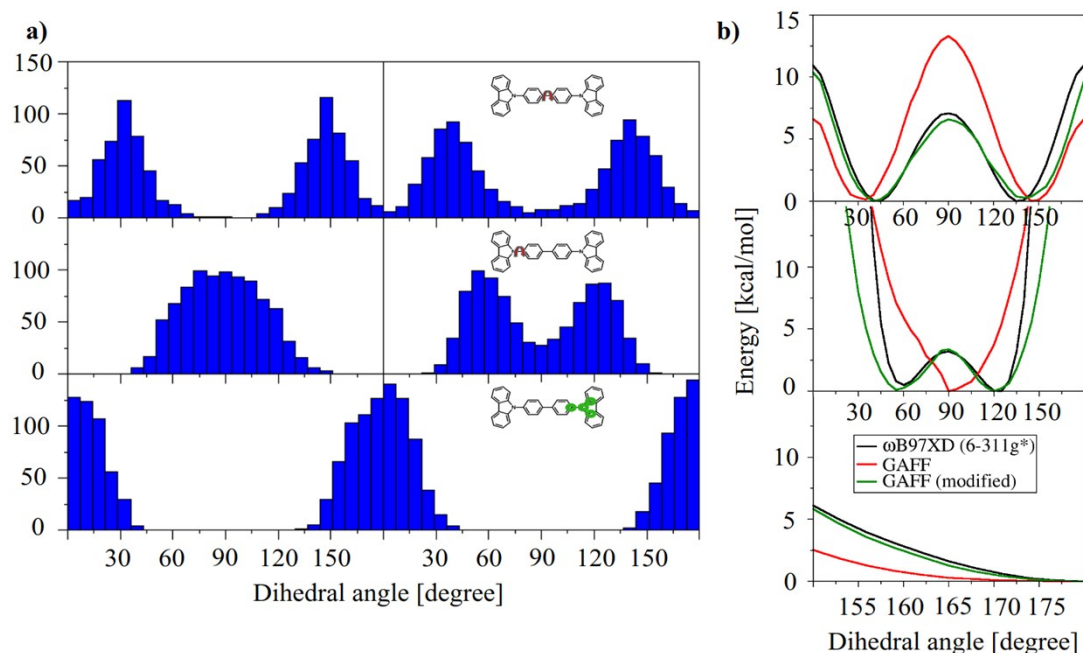 a)
150
100
50
0
N
N
100
50
0
N
N
100
50
0
N
30 60 90 120 150 30 60 90 120 150
Dihedral angle [degree]
b)
15
10
5
0
30 60 90 120 150
10
5
0
30 60 90 120 150
ωB97XD (6-311g*)
GAFF
GAFF (modified)
5
0
155 160 165 170 175
Dihedral angle [degree]
Energy [kcal/mol]